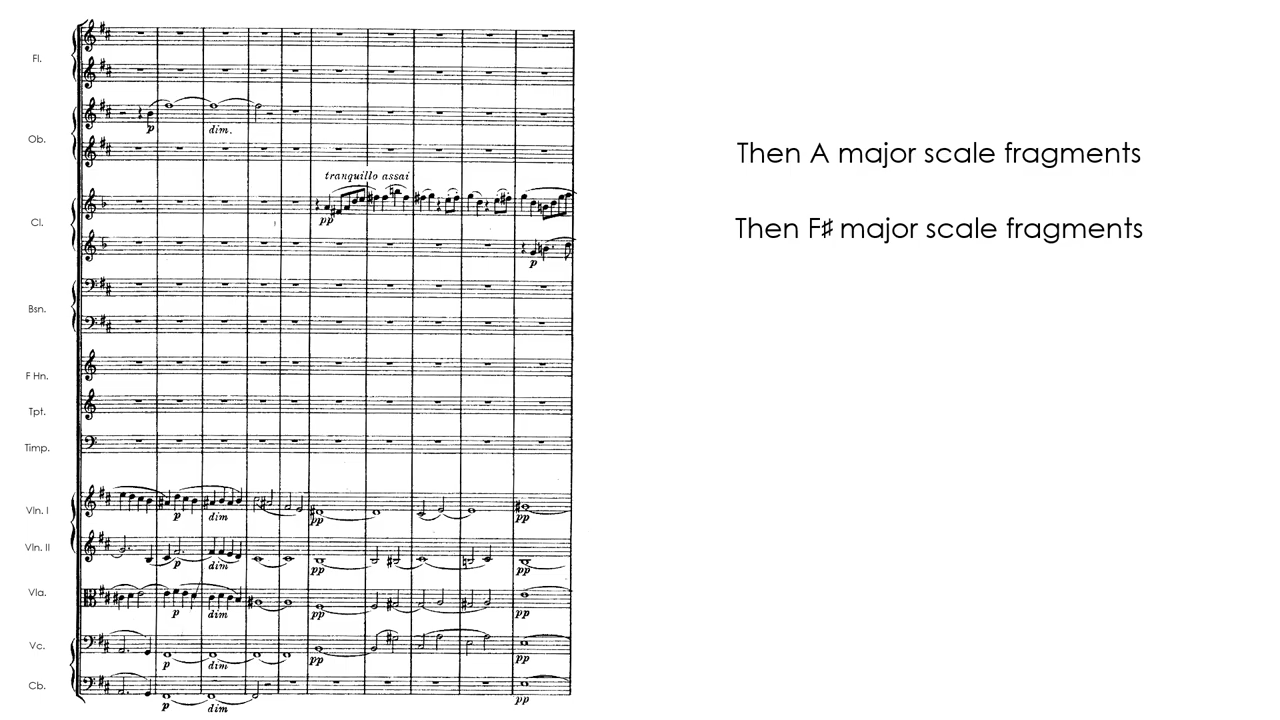 Fl.
Ob.
p
dim.
tranquillo assai
Cl.
pp
p
Bsn.
F Hn.
Tpt.
Timp.
Vln. I
p
dim
pp
pp
Vln. II
p
dim
pp
pp
Vla.
p
dim
pp
pp
Vc.
p
dim
pp
pp
Cb.
p
dim
pp
Then A major scale fragments
Then F♯ major scale fragments